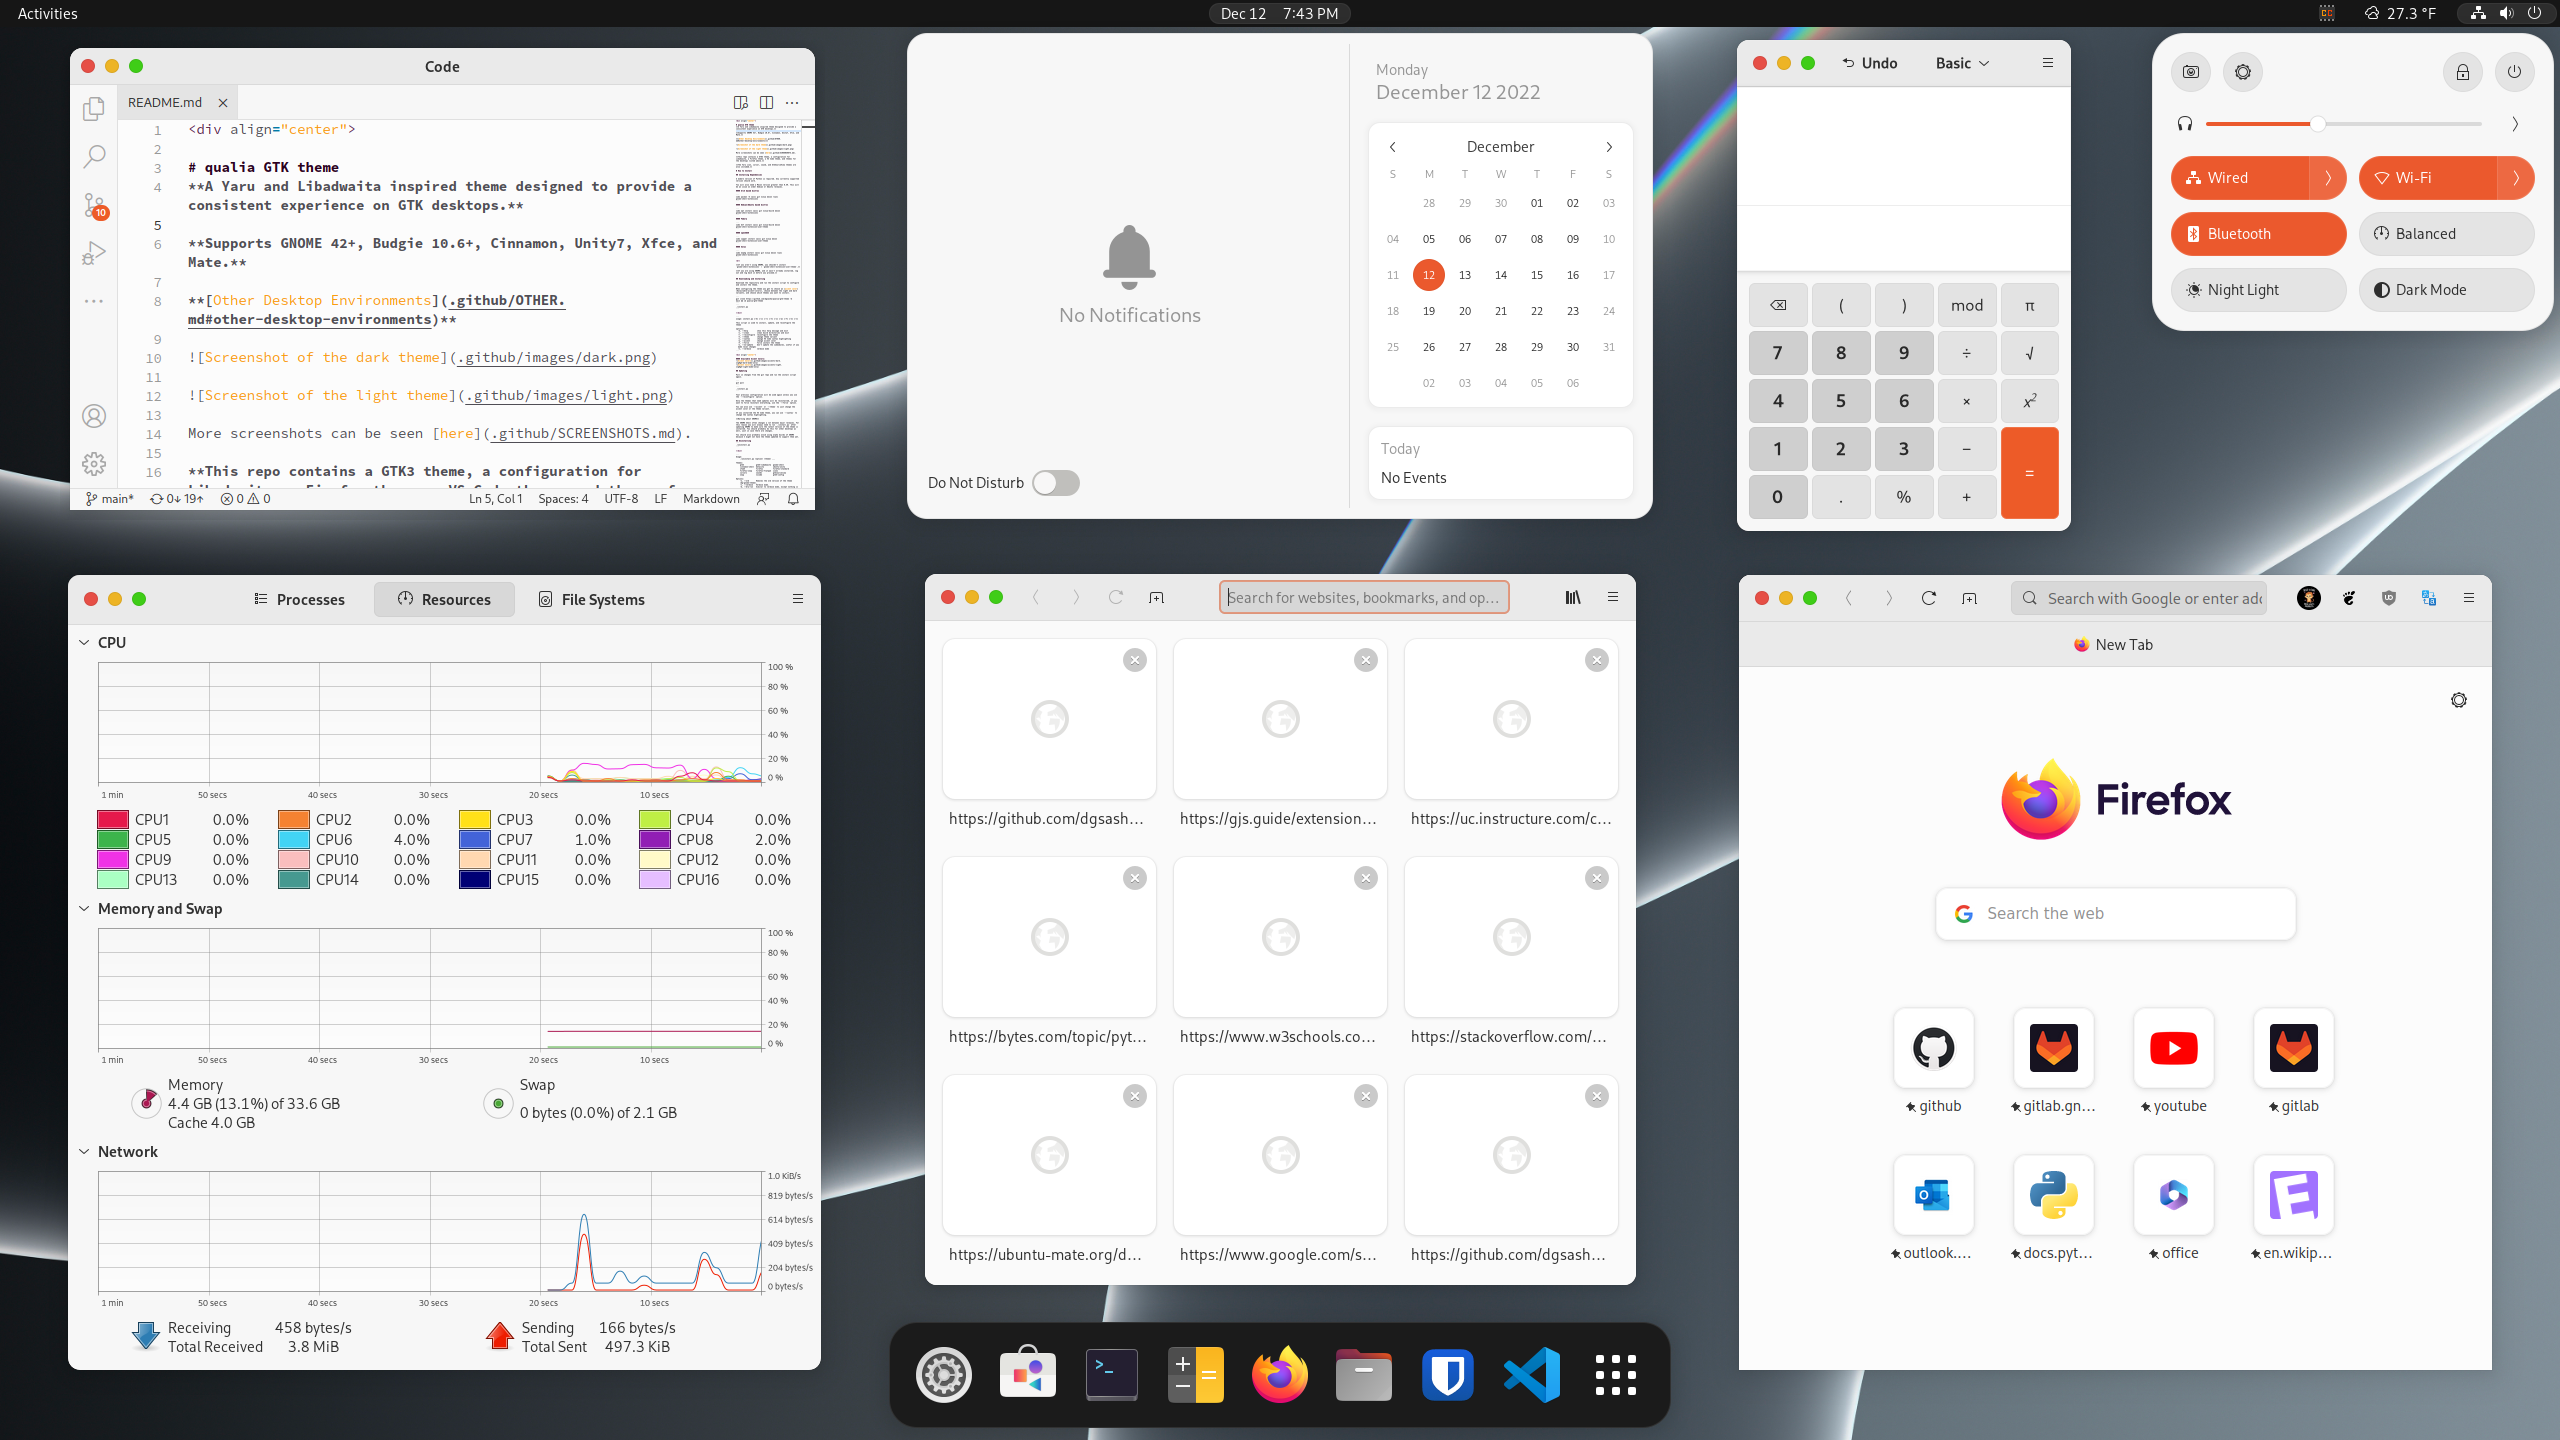 Activities
Dec 12 7:43 PM
27.3 °F
Code
README.md
1 <div align="center">
2
3 # qualia GTK theme
4 **A Yaru and Libadwaita inspired theme designed to provide a
consistent experience on GTK desktops.**
5
6 **Supports GNOME 42+, Budgie 10.6+, Cinnamon, Unity7, Xfce, and
Mate.**
7
8 **[Other Desktop Environments](.github/OTHER.
md#other-desktop-environments)**
9
10 ![Screenshot of the dark theme](.github/images/dark.png)
11
12 ![Screenshot of the light theme](.github/images/light.png)
13
14 More screenshots can be seen [here](.github/SCREENSHOTS.md).
15
16 **This repo contains a GTK3 theme, a configuration for
10
main* 0↓ 19↑ 0 0 Ln 5, Col 1 Spaces: 4 UTF-8 LF Markdown
No Notifications
Do Not Disturb
Monday
December 12 2022
December
S M T W T F S
28 29 30 01 02 03
04 05 06 07 08 09 10
11 12 13 14 15 16 17
18 19 20 21 22 23 24
25 26 27 28 29 30 31
02 03 04 05 06
Today
No Events
Undo Basic
( ) mod π
7 8 9 ÷ √
4 5 6 × x²
1 2 3 − =
0 . % +
Wired Wi-Fi
Bluetooth Balanced
Night Light Dark Mode
Processes Resources File Systems
CPU
100 %
80 %
60 %
40 %
20 %
0 %
1 min 50 secs 40 secs 30 secs 20 secs 10 secs
CPU1 0.0% CPU2 0.0% CPU3 0.0% CPU4 0.0%
CPU5 0.0% CPU6 4.0% CPU7 1.0% CPU8 2.0%
CPU9 0.0% CPU10 0.0% CPU11 0.0% CPU12 0.0%
CPU13 0.0% CPU14 0.0% CPU15 0.0% CPU16 0.0%
Memory and Swap
100 %
80 %
60 %
40 %
20 %
0 %
1 min 50 secs 40 secs 30 secs 20 secs 10 secs
Memory
4.4 GB (13.1%) of 33.6 GB
Cache 4.0 GB
Swap
0 bytes (0.0%) of 2.1 GB
Network
1.0 KiB/s
819 bytes/s
614 bytes/s
409 bytes/s
204 bytes/s
0 bytes/s
1 min 50 secs 40 secs 30 secs 20 secs 10 secs
Receiving 458 bytes/s Sending 166 bytes/s
Total Received 3.8 MiB Total Sent 497.3 KiB
Search for websites, bookmarks, and op...
https://github.com/dgsash... https://gjs.guide/extension... https://uc.instructure.com/c...
https://bytes.com/topic/pyt... https://www.w3schools.co... https://stackoverflow.com/...
https://ubuntu-mate.org/d... https://www.google.com/s... https://github.com/dgsash...
Search with Google or enter add
New Tab
Firefox
Search the web
github gitlab.gn... youtube gitlab
outlook.... docs.pyt... office en.wikip...